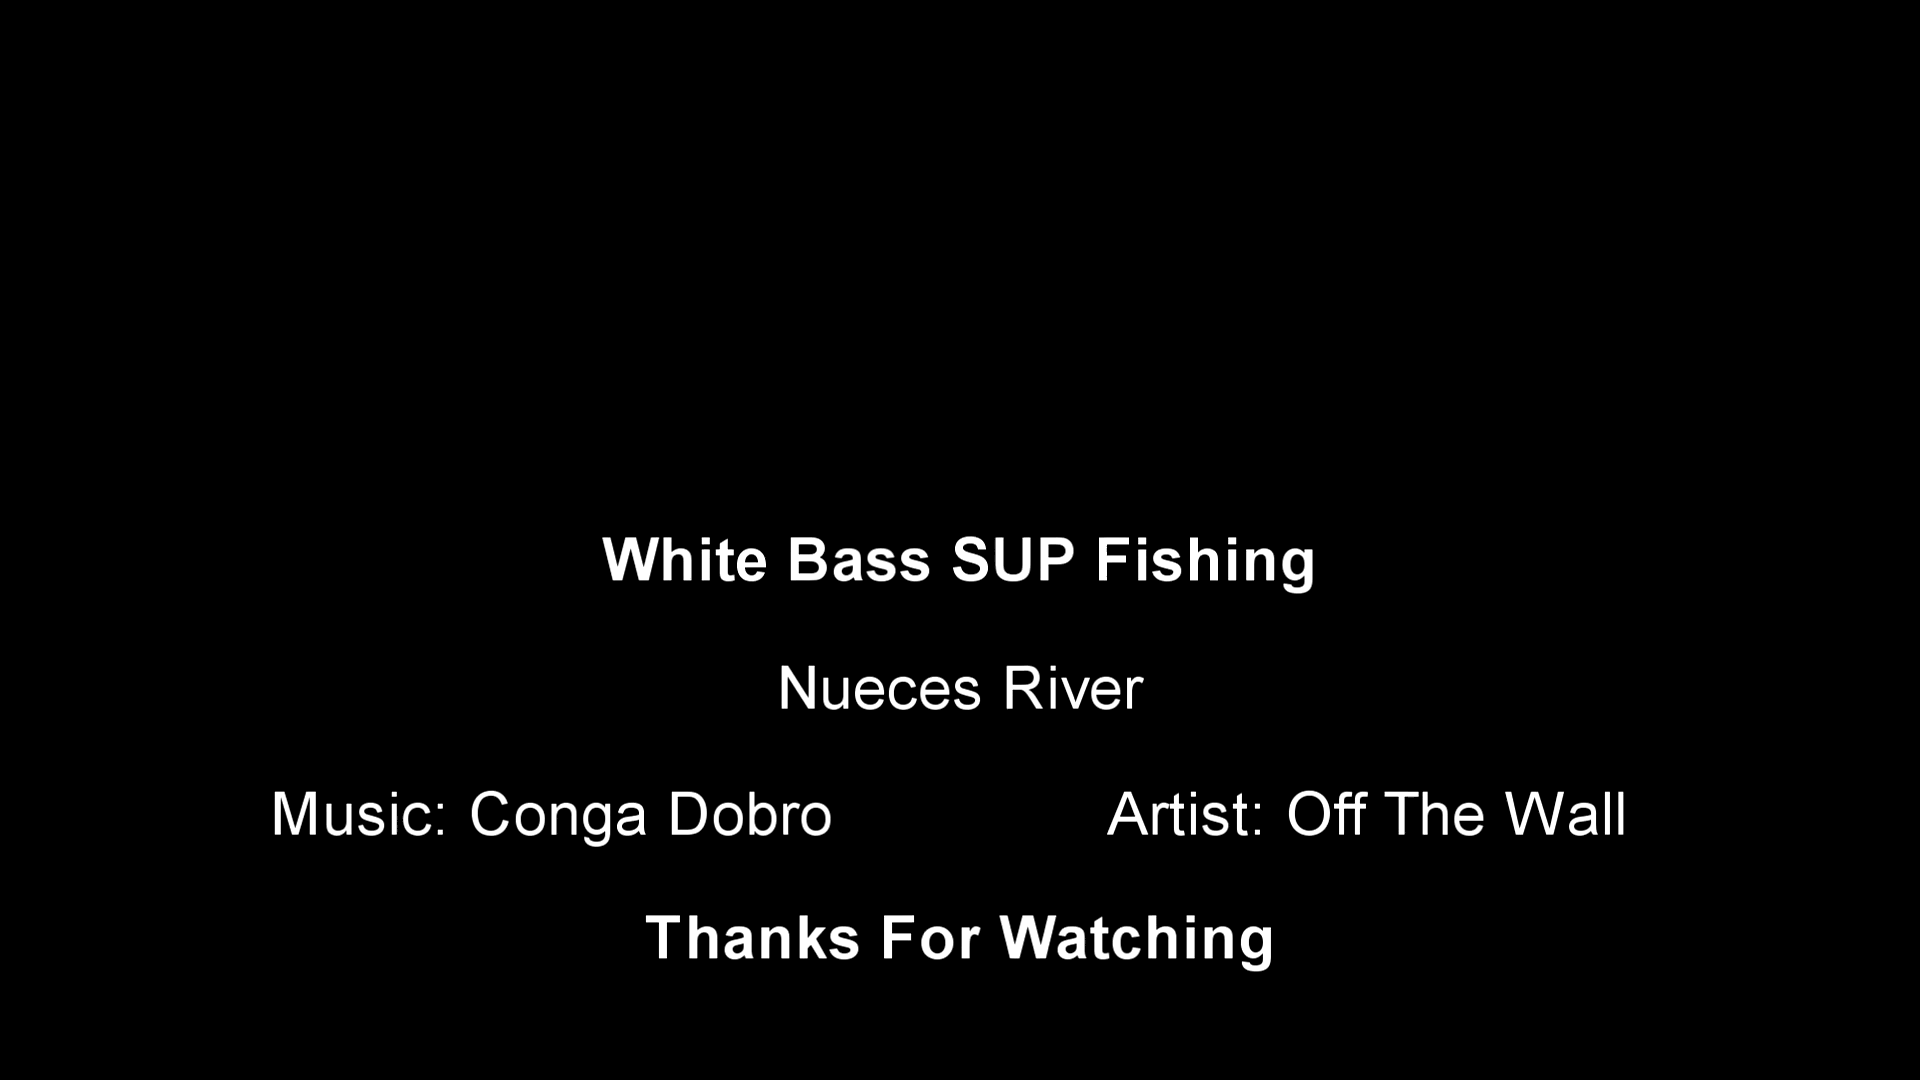 White Bass SUP Fishing
Nueces River
Music: Conga Dobro Artist: Off The Wall
Thanks For Watching